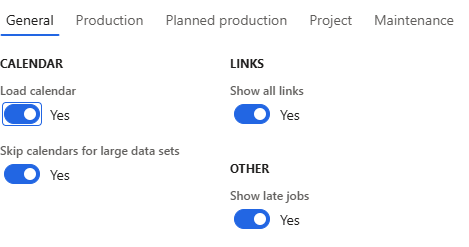 General Production Planned production Project Maintenance
CALENDAR
Load calendar
Yes
Skip calendars for large data sets
Yes
LINKS
Show all links
Yes
OTHER
Show late jobs
Yes